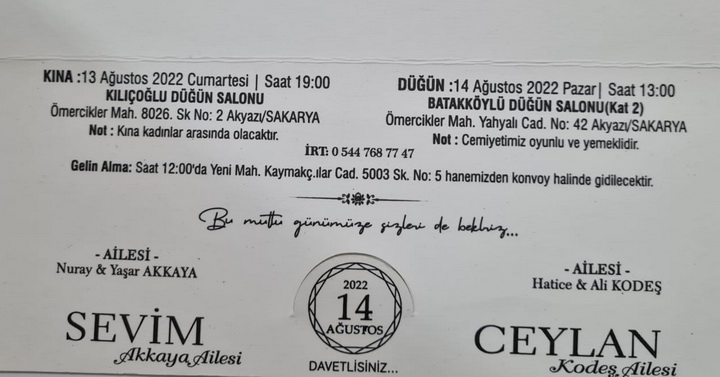 KINA :13 Ağustos 2022 Cumartesi | Saat 19:00
KILIÇOĞLU DÜĞÜN SALONU
Ömercikler Mah. 8026. Sk No: 2 Akyazı/SAKARYA
Not : Kına kadınlar arasında olacaktır.
DÜĞÜN :14 Ağustos 2022 Pazar| Saat 13:00
BATAKKÖYLÜ DÜĞÜN SALONU(Kat 2)
Ömercikler Mah. Yahyalı Cad. No: 42 Akyazı/SAKARYA
Not : Cemiyetimiz oyunlu ve yemeklidir.
İRT: 0 544 768 77 47
Gelin Alma: Saat 12:00'da Yeni Mah. Kaymakç.ılar Cad. 5003 Sk. No: 5 hanemizden konvoy halinde gidilecektir.
Bu mutlu günümüze sizleri de bekleriz...
- AİLESİ -
Nuray & Yaşar AKKAYA
SEVİM
Akkaya Ailesi
2022
14
AĞUSTOS
DAVETLİSİNİZ...
- AİLESİ -
Hatice & Ali KODEŞ
CEYLAN
Kodeş Ailesi